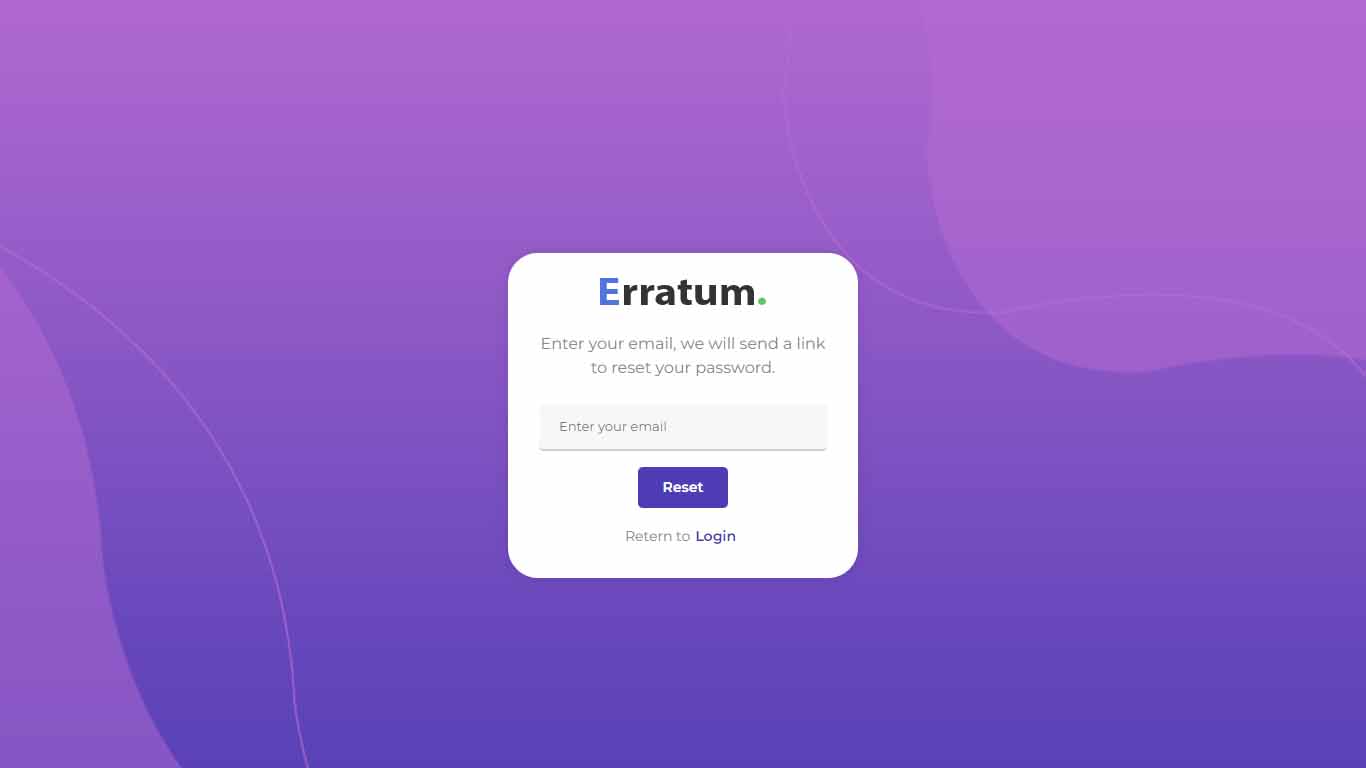 Erratum.
Enter your email, we will send a link
to reset your password.
Enter your email
Reset
Retern to Login